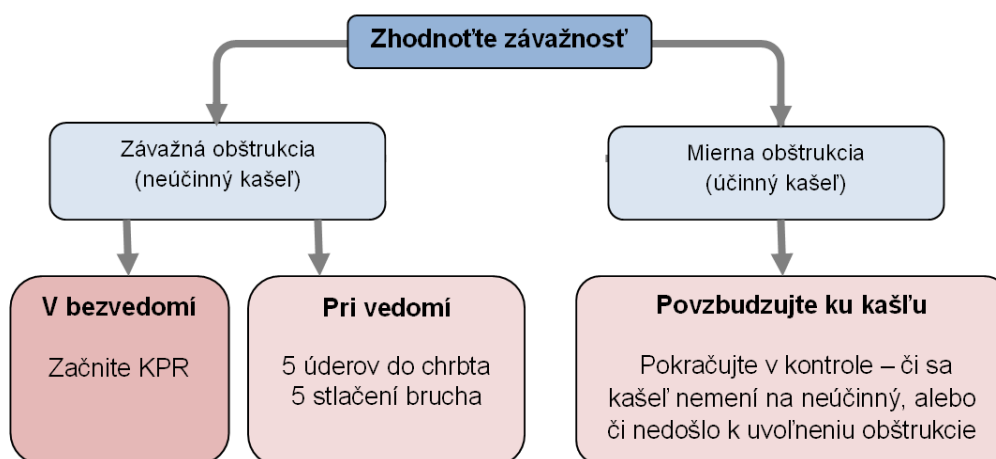 Zhodnoťte závažnosť
Závažná obštrukcia
(neúčinný kašeľ)
Mierna obštrukcia
(účinný kašeľ)
V bezvedomí
Začnite KPR
Pri vedomí
5 úderov do chrbta
5 stlačení brucha
Povzbudzujte ku kašľu
Pokračujte v kontrole – či sa
kašeľ nemení na neúčinný, alebo
či nedošlo k uvoľneniu obštrukcie